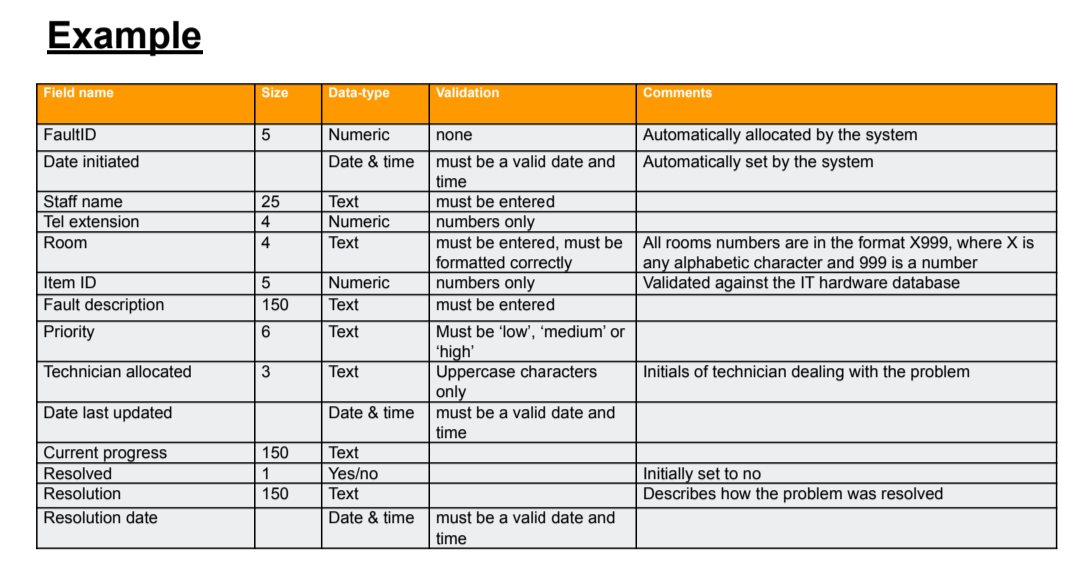 Example
Field name Size Data-type Validation Comments
FaultID 5 Numeric none Automatically allocated by the system
Date initiated Date & time must be a valid date and Automatically set by the system
time
Staff name 25 Text must be entered
Tel extension 4 Numeric numbers only
Room 4 Text must be entered, must be All rooms numbers are in the format X999, where X is
formatted correctly any alphabetic character and 999 is a number
Item ID 5 Numeric numbers only Validated against the IT hardware database
Fault description 150 Text must be entered
Priority 6 Text Must be ‘low’, ‘medium’ or
‘high’
Technician allocated 3 Text Uppercase characters Initials of technician dealing with the problem
only
Date last updated Date & time must be a valid date and
time
Current progress 150 Text
Resolved 1 Yes/no Initially set to no
Resolution 150 Text Describes how the problem was resolved
Resolution date Date & time must be a valid date and
time